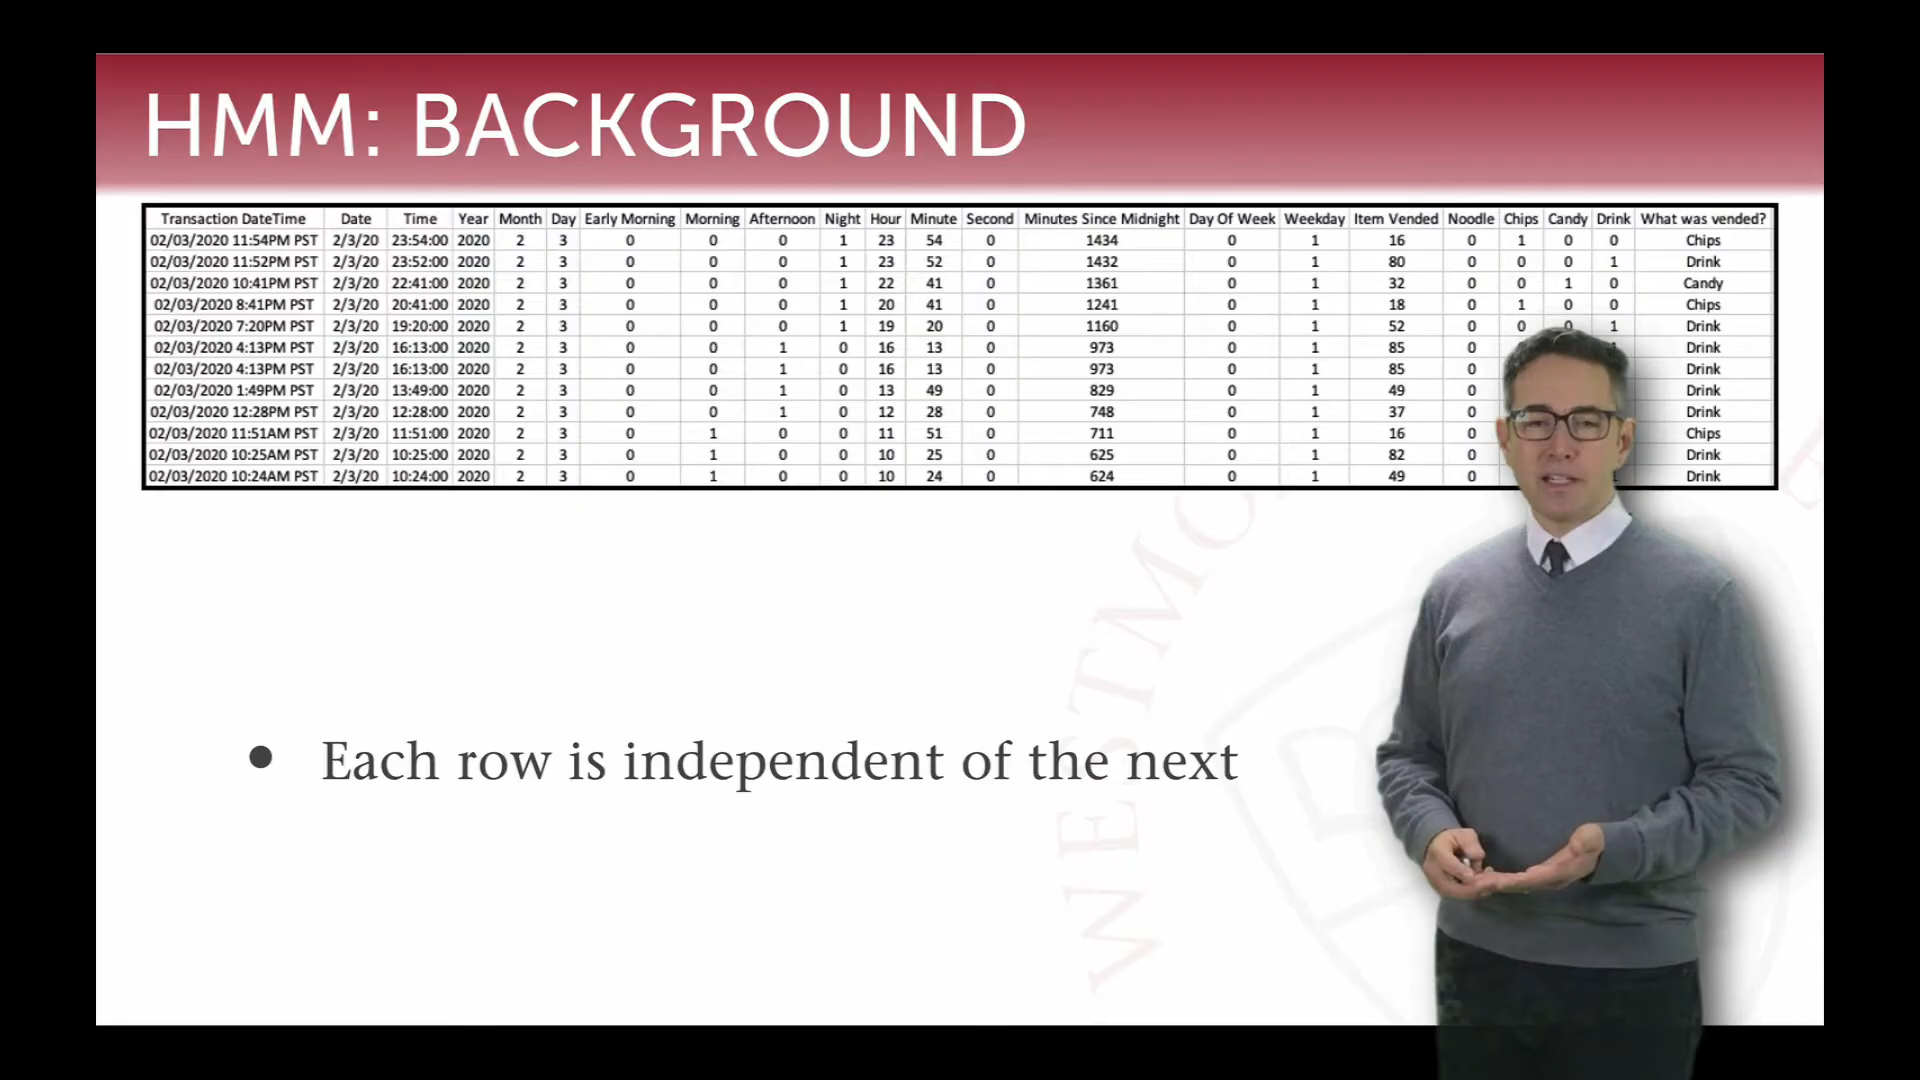 HMM: BACKGROUND
Transaction DateTime Date Time Year Month Day Early Morning Morning Afternoon Night Hour Minute Second Minutes Since Midnight Day Of Week Weekday Item Vended Noodle Chips Candy Drink What was vended?
02/03/2020 11:54PM PST 2/3/20 23:54:00 2020 2 3 0 0 0 1 23 54 0 1434 0 1 16 0 1 0 0 Chips
02/03/2020 11:52PM PST 2/3/20 23:52:00 2020 2 3 0 0 0 1 23 52 0 1432 0 1 80 0 0 0 1 Drink
02/03/2020 10:41PM PST 2/3/20 22:41:00 2020 2 3 0 0 0 1 22 41 0 1361 0 1 32 0 0 1 0 Candy
02/03/2020 8:41PM PST 2/3/20 20:41:00 2020 2 3 0 0 0 1 20 41 0 1241 0 1 18 0 1 0 0 Chips
02/03/2020 7:20PM PST 2/3/20 19:20:00 2020 2 3 0 0 0 1 19 20 0 1160 0 1 52 0 0 0 1 Drink
02/03/2020 4:13PM PST 2/3/20 16:13:00 2020 2 3 0 0 1 0 16 13 0 973 0 1 85 0 Drink
02/03/2020 4:13PM PST 2/3/20 16:13:00 2020 2 3 0 0 1 0 16 13 0 973 0 1 85 0 Drink
02/03/2020 1:49PM PST 2/3/20 13:49:00 2020 2 3 0 0 1 0 13 49 0 829 0 1 49 0 Drink
02/03/2020 12:28PM PST 2/3/20 12:28:00 2020 2 3 0 0 1 0 12 28 0 748 0 1 37 0 Drink
02/03/2020 11:51AM PST 2/3/20 11:51:00 2020 2 3 0 1 0 0 11 51 0 711 0 1 16 0 Chips
02/03/2020 10:25AM PST 2/3/20 10:25:00 2020 2 3 0 1 0 0 10 25 0 625 0 1 82 0 Drink
02/03/2020 10:24AM PST 2/3/20 10:24:00 2020 2 3 0 1 0 0 10 24 0 624 0 1 49 0 Drink
• Each row is independent of the next